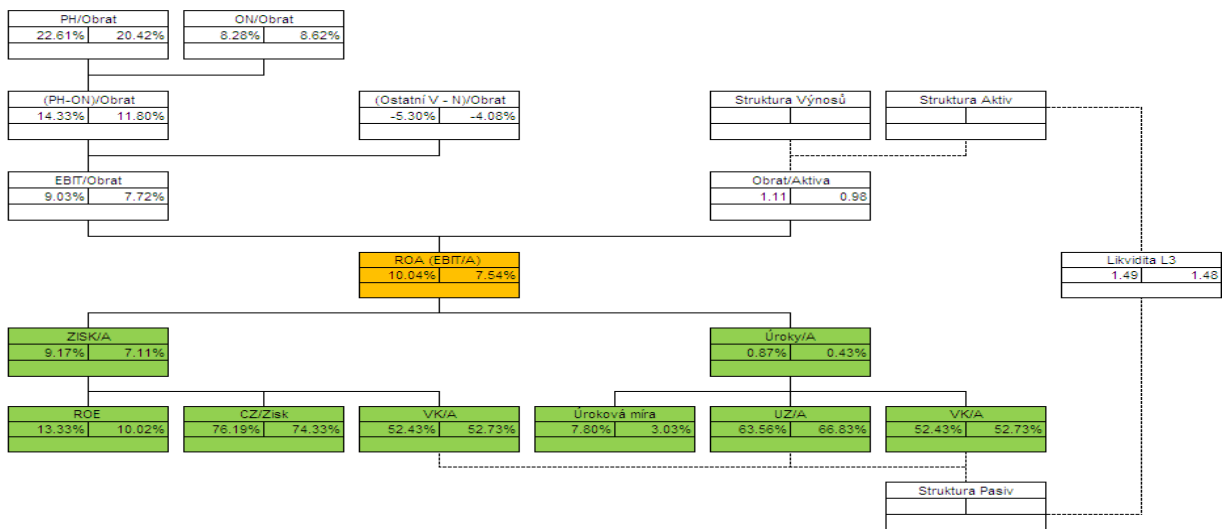 PH/Obrat ON/Obrat
22.61% 20.42% 8.28% 8.62%
(PH-ON)/Obrat (Ostatní V - N)/Obrat Struktura Výnosů Struktura Aktiv
14.33% 11.80% -5.30% -4.08%
EBIT/Obrat Obrat/Aktiva
9.03% 7.72% 1.11 0.98
ROA (EBIT/A) Likvidita L3
10.04% 7.54% 1.49 1.48
ZISK/A Úroky/A
9.17% 7.11% 0.87% 0.43%
ROE CZ/Zisk VK/A Úroková míra UZ/A VK/A
13.33% 10.02% 76.19% 74.33% 52.43% 52.73% 7.80% 3.03% 63.56% 66.83% 52.43% 52.73%
Struktura Pasiv